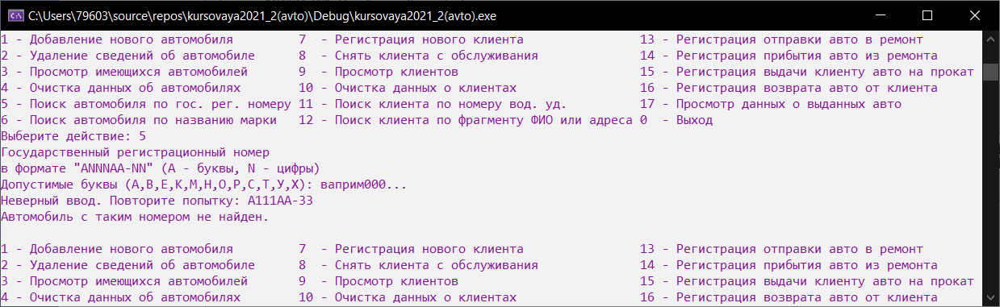 C:\Users\79603\source\repos\kursovaya2021_2(avto)\Debug\kursovaya2021_2(avto).exe
1 - Добавление нового автомобиля 7 - Регистрация нового клиента 13 - Регистрация отправки авто в ремонт
2 - Удаление сведений об автомобиле 8 - Снять клиента с обслуживания 14 - Регистрация прибытия авто из ремонта
3 - Просмотр имеющихся автомобилей 9 - Просмотр клиентов 15 - Регистрация выдачи клиенту авто на прокат
4 - Очистка данных об автомобилях 10 - Очистка данных о клиентах 16 - Регистрация возврата авто от клиента
5 - Поиск автомобиля по гос. рег. номеру 11 - Поиск клиента по номеру вод. уд. 17 - Просмотр данных о выданных авто
6 - Поиск автомобиля по названию марки 12 - Поиск клиента по фрагменту ФИО или адреса 0 - Выход
Выберите действие: 5
Государственный регистрационный номер
в формате "ANNNAA-NN" (A - буквы, N - цифры)
Допустимые буквы (А,В,Е,К,М,Н,О,Р,С,Т,У,Х): ваприм000...
Неверный ввод. Повторите попытку: А111АА-33
Автомобиль с таким номером не найден.
1 - Добавление нового автомобиля 7 - Регистрация нового клиента 13 - Регистрация отправки авто в ремонт
2 - Удаление сведений об автомобиле 8 - Снять клиента с обслуживания 14 - Регистрация прибытия авто из ремонта
3 - Просмотр имеющихся автомобилей 9 - Просмотр клиентов 15 - Регистрация выдачи клиенту авто на прокат
4 - Очистка данных об автомобилях 10 - Очистка данных о клиентах 16 - Регистрация возврата авто от клиента